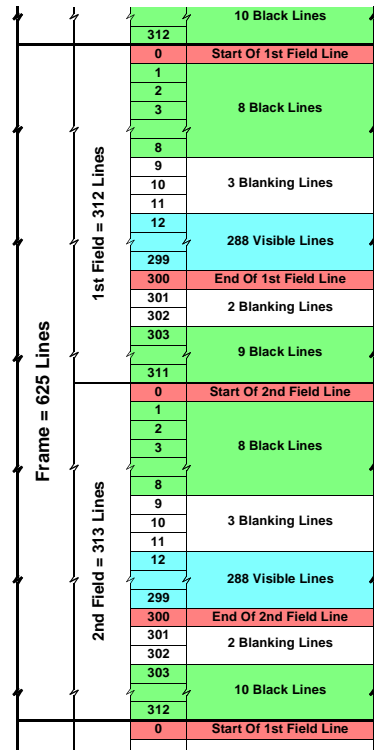 10 Black Lines
312
0 Start Of 1st Field Line
1
2
3
8 Black Lines
8
9
10 3 Blanking Lines
11
12
288 Visible Lines
299
300 End Of 1st Field Line
301
2 Blanking Lines
302
303
9 Black Lines
311
1st Field = 312 Lines
Frame = 625 Lines
0 Start Of 2nd Field Line
1
2
3
8 Black Lines
8
9
10 3 Blanking Lines
11
12
288 Visible Lines
299
300 End Of 2nd Field Line
301
2 Blanking Lines
302
303
10 Black Lines
312
2nd Field = 313 Lines
0 Start Of 1st Field Line